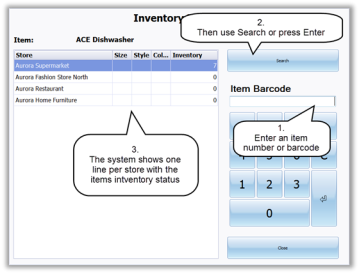 Inventory
2.
Then use Search or press Enter
Item: ACE Dishwasher
Store Size Style Col... Inventory
Aurora Supermarket 7
Aurora Fashion Store North 0
Aurora Restaurant 0
Aurora Home Furniture 0
Search
Item Barcode
1.
Enter an item
number or barcode
3.
The system shows one
line per store with the
items intventory status
1 2 3
0
Close